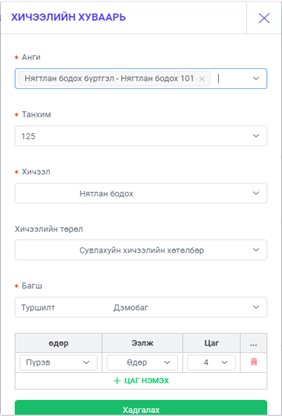 ХИЧЭЭЛИЙН ХУВААРЬ
* Анги
Нягтлан бодох бүртгэл - Нягтлан бодох 101
* Танхим
125
* Хичээл
Нятлан бодох
Хичээлийн төрөл
Сувлахуйн хичээлийн хөтөлбөр
* Багш
Туршилт Дэмобаг
өдөр Ээлж Цаг ...
Пүрэв Өдөр 4
+ ЦАГ НЭМЭХ
Хадгалах